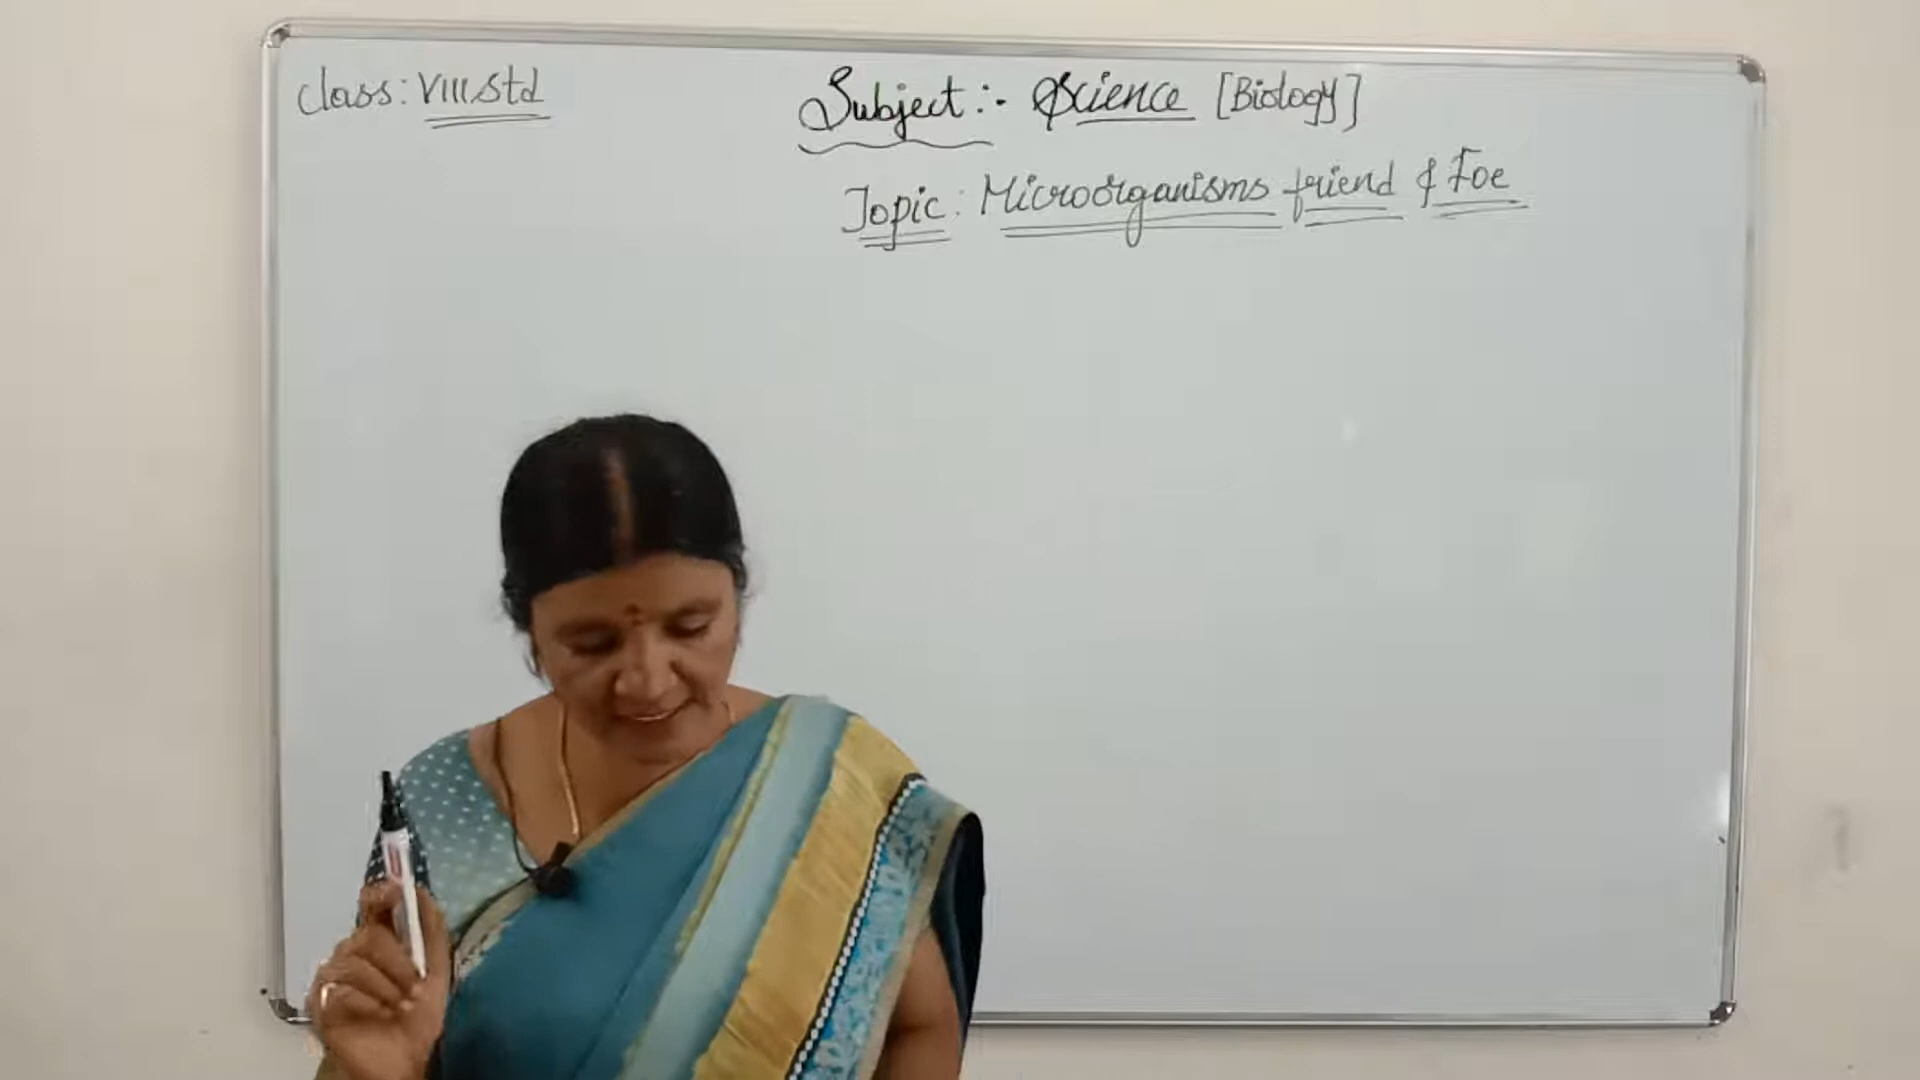 Class: VIII Std
Subject:- Science [Biology]
Topic: Microorganisms friend & Foe